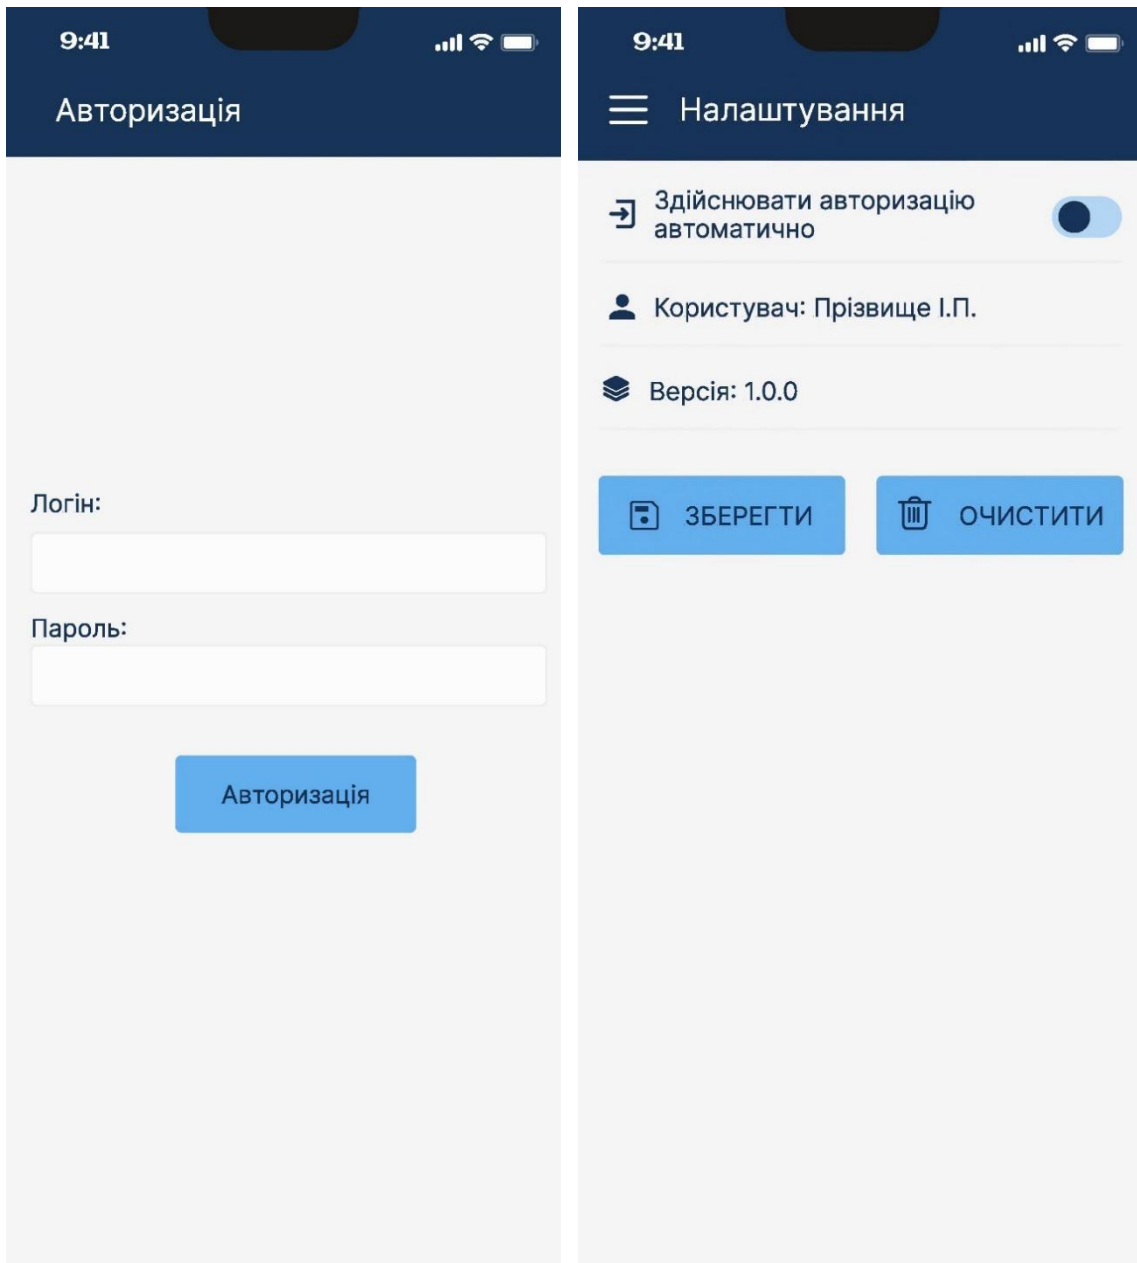 9:41
Авторизація
Логін:
Пароль:
Авторизація
9:41
Налаштування
Здійснювати авторизацію
автоматично
Користувач: Прізвище І.П.
Версія: 1.0.0
ЗБЕРЕГТИ
ОЧИСТИТИ